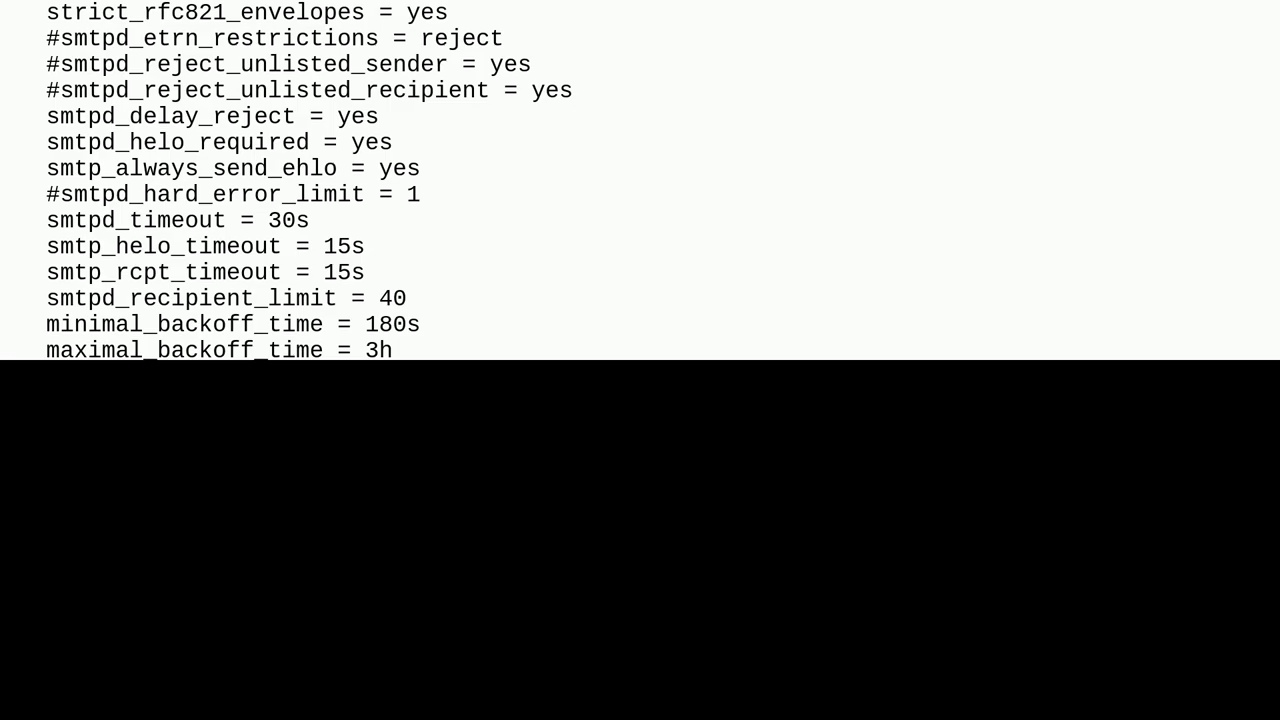 strict_rfc821_envelopes = yes
#smtpd_etrn_restrictions = reject
#smtpd_reject_unlisted_sender = yes
#smtpd_reject_unlisted_recipient = yes
smtpd_delay_reject = yes
smtpd_helo_required = yes
smtp_always_send_ehlo = yes
#smtpd_hard_error_limit = 1
smtpd_timeout = 30s
smtp_helo_timeout = 15s
smtp_rcpt_timeout = 15s
smtpd_recipient_limit = 40
minimal_backoff_time = 180s
maximal_backoff_time = 3h